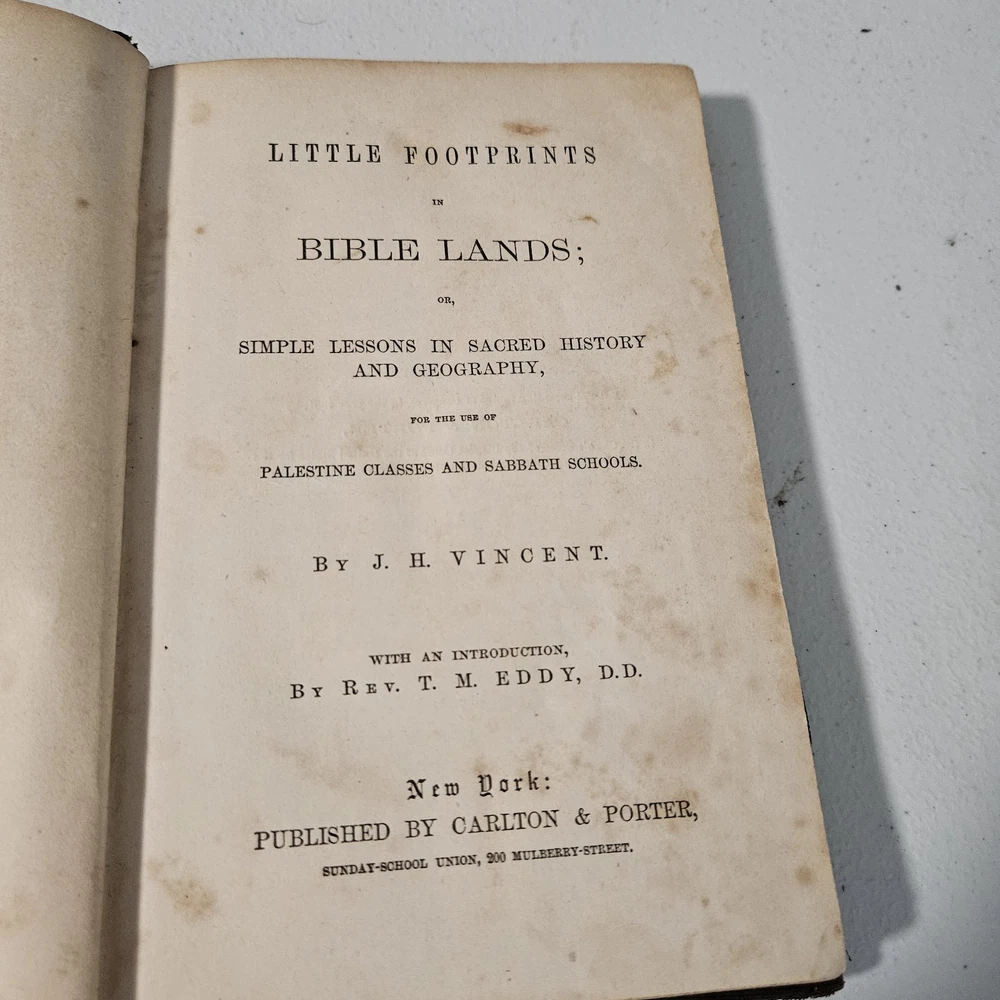 LITTLE FOOTPRINTS
IN
BIBLE LANDS;
OR,
SIMPLE LESSONS IN SACRED HISTORY
AND GEOGRAPHY,
FOR THE USE OF
PALESTINE CLASSES AND SABBATH SCHOOLS.
BY J. H. VINCENT.
WITH AN INTRODUCTION,
BY REV. T. M. EDDY, D.D.
New York:
PUBLISHED BY CARLTON & PORTER,
SUNDAY-SCHOOL UNION, 200 MULBERRY-STREET.